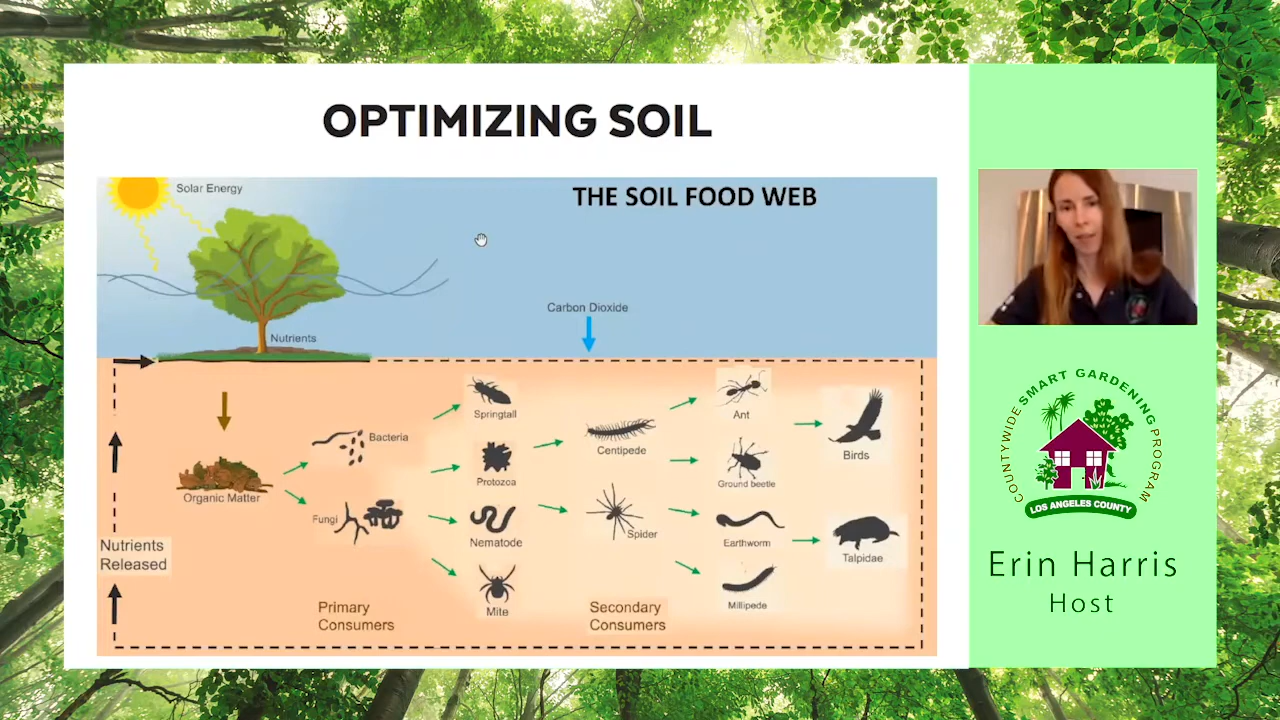 OPTIMIZING SOIL
Solar Energy
THE SOIL FOOD WEB
Carbon Dioxide
Nutrients
Springtall
Ant
Bacteria
Centipede
Birds
Protozoa
Ground beetle
Organic Matter
Fungi
Spider
Nematode
Earthworm
Talpidae
Nutrients
Released
Mite
Millipede
Primary
Consumers
Secondary
Consumers
COUNTYWIDE SMART GARDENING PROGRAM
LOS ANGELES COUNTY
Erin Harris
Host